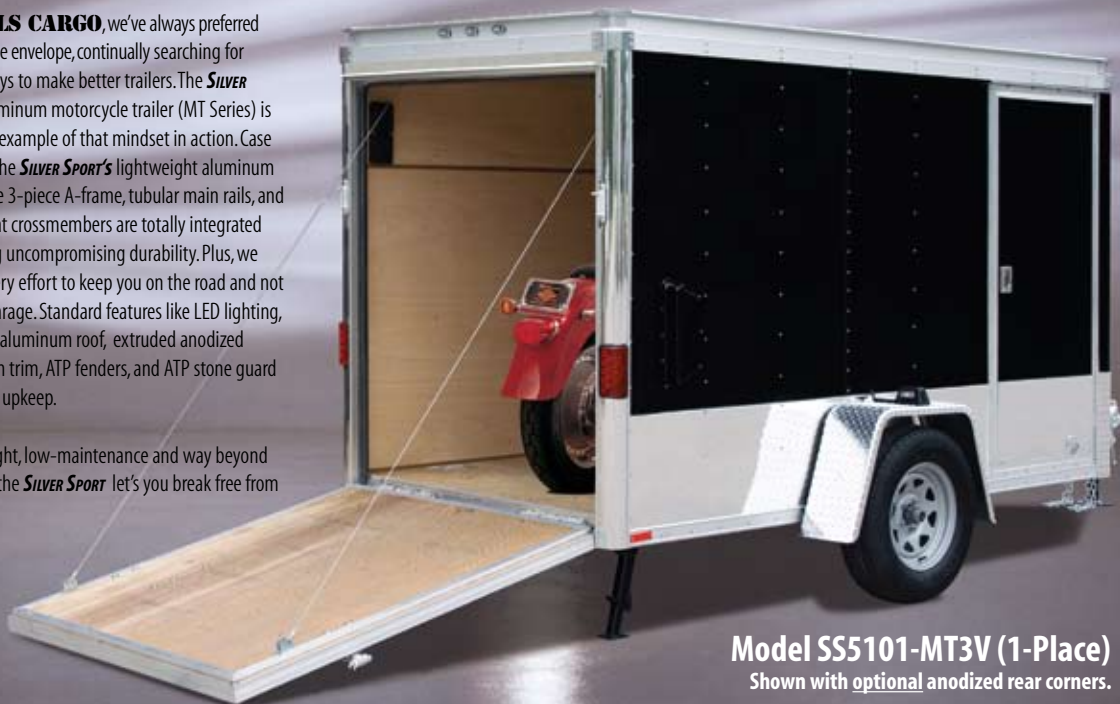 LS CARGO, we've always preferred
e envelope, continually searching for
ys to make better trailers. The SILVER
minum motorcycle trailer (MT Series) is
example of that mindset in action. Case
he SILVER SPORT'S lightweight aluminum
e 3-piece A-frame, tubular main rails, and
nt crossmembers are totally integrated
g uncompromising durability. Plus, we
ery effort to keep you on the road and not
arage. Standard features like LED lighting,
aluminum roof, extruded anodized
n trim, ATP fenders, and ATP stone guard
upkeep.
ght, low-maintenance and way beyond
the SILVER SPORT let's you break free from
Model SS5101-MT3V (1-Place)
Shown with optional anodized rear corners.